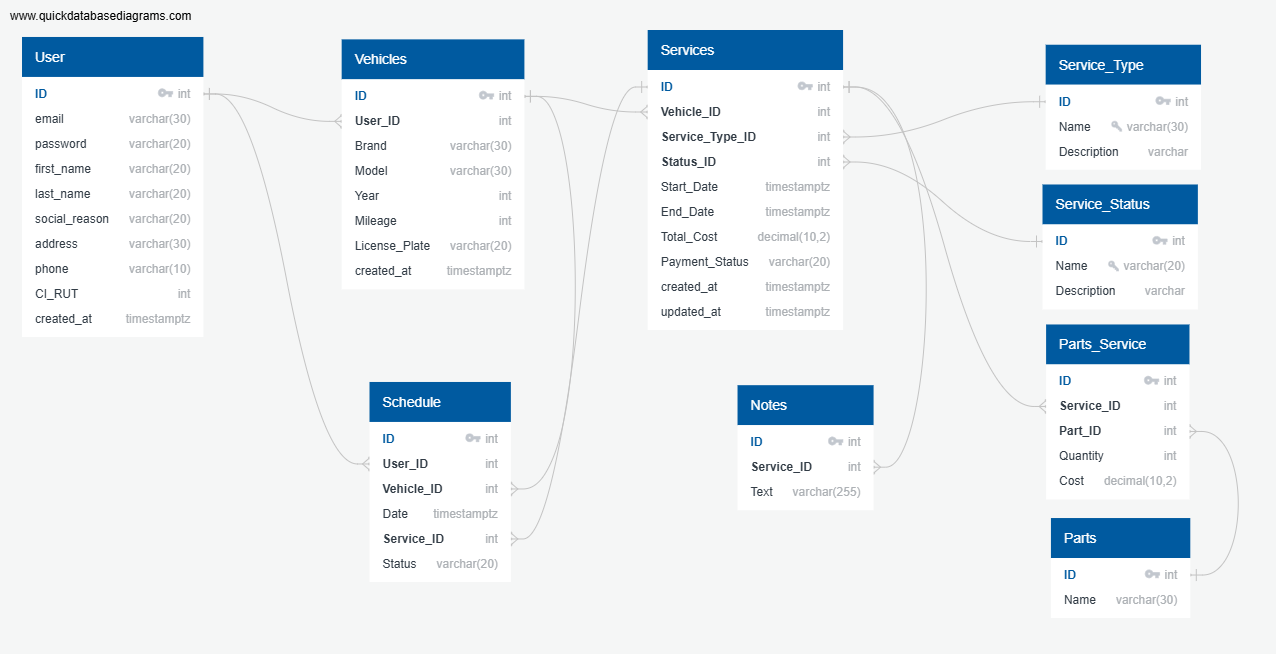 www.quickdatabasediagrams.com
User
ID int
email varchar(30)
password varchar(20)
first_name varchar(20)
last_name varchar(20)
social_reason varchar(20)
address varchar(30)
phone varchar(10)
CI_RUT int
created_at timestamptz
Vehicles
ID int
User_ID int
Brand varchar(30)
Model varchar(30)
Year int
Mileage int
License_Plate varchar(20)
created_at timestamptz
Services
ID int
Vehicle_ID int
Service_Type_ID int
Status_ID int
Start_Date timestamptz
End_Date timestamptz
Total_Cost decimal(10,2)
Payment_Status varchar(20)
created_at timestamptz
updated_at timestamptz
Service_Type
ID int
Name varchar(30)
Description varchar
Service_Status
ID int
Name varchar(20)
Description varchar
Parts_Service
ID int
Service_ID int
Part_ID int
Quantity int
Cost decimal(10,2)
Schedule
ID int
User_ID int
Vehicle_ID int
Date timestamptz
Service_ID int
Status varchar(20)
Notes
ID int
Service_ID int
Text varchar(255)
Parts
ID int
Name varchar(30)